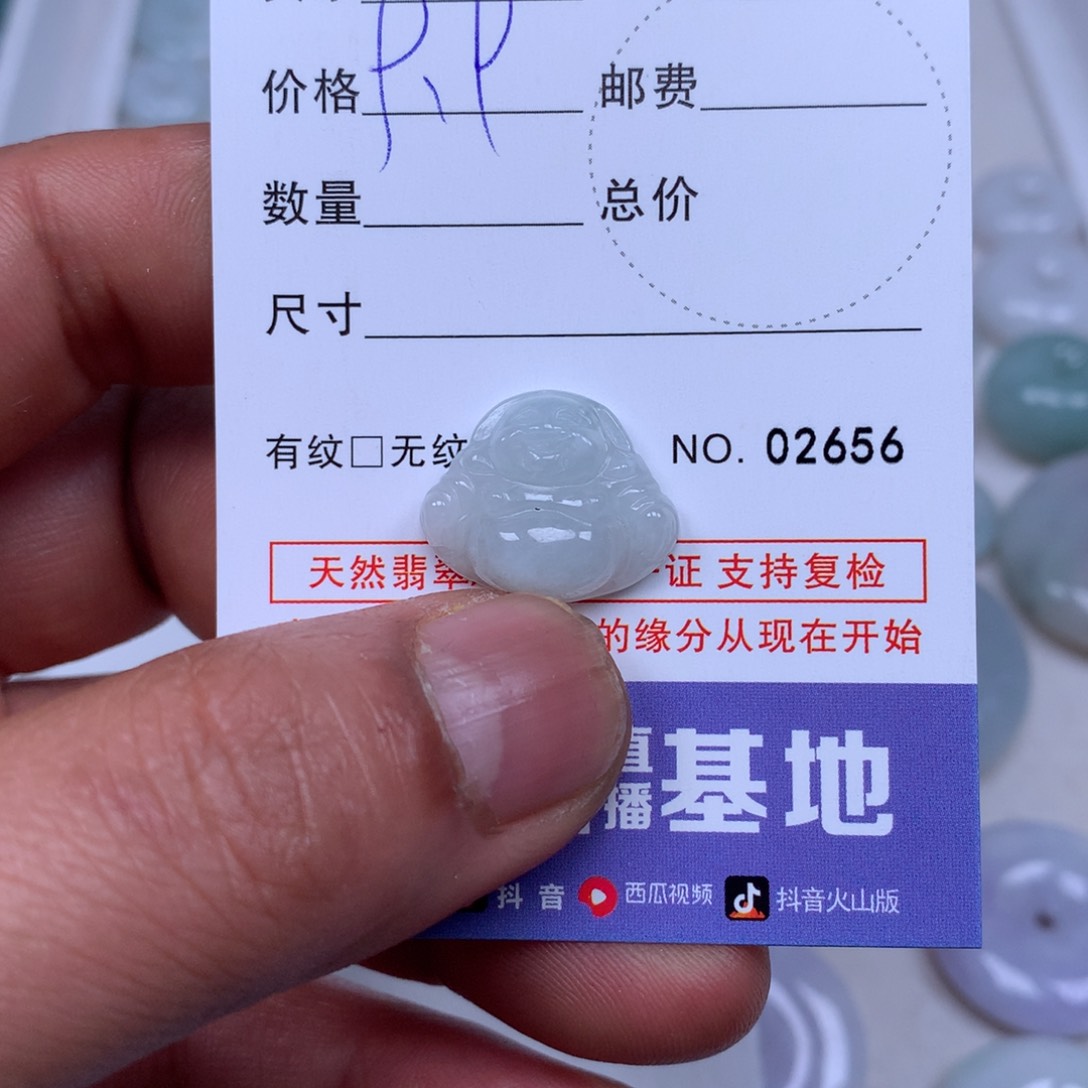 价格 邮费
数量 总价
尺寸
有纹□无纹 NO. 02656
天然翡翠 证 支持复检
的缘分从现在开始
直播基地
抖音 西瓜视频 抖音火山版